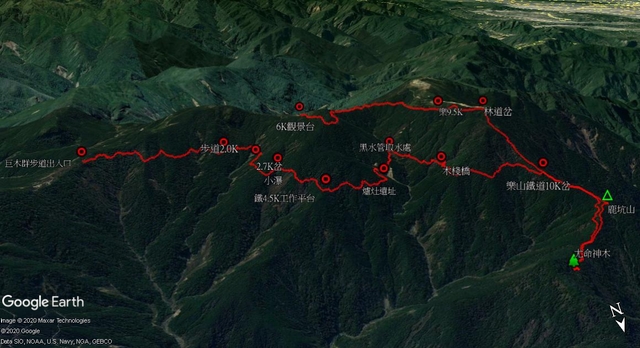 6K觀景台
樂9.5K
林道岔
巨木群步道出入口
步道2.0K
2.7K岔
小瀑
鐵4.5K工作平台
黑水管取水處
爐灶遺址
木棧橋
樂山鐵道10K岔
鹿坑山
大命神木
Google Earth
Image © 2020 Maxar Technologies
©2020 Google
Data SIO, NOAA, U.S. Navy, NGA, GEBCO
N